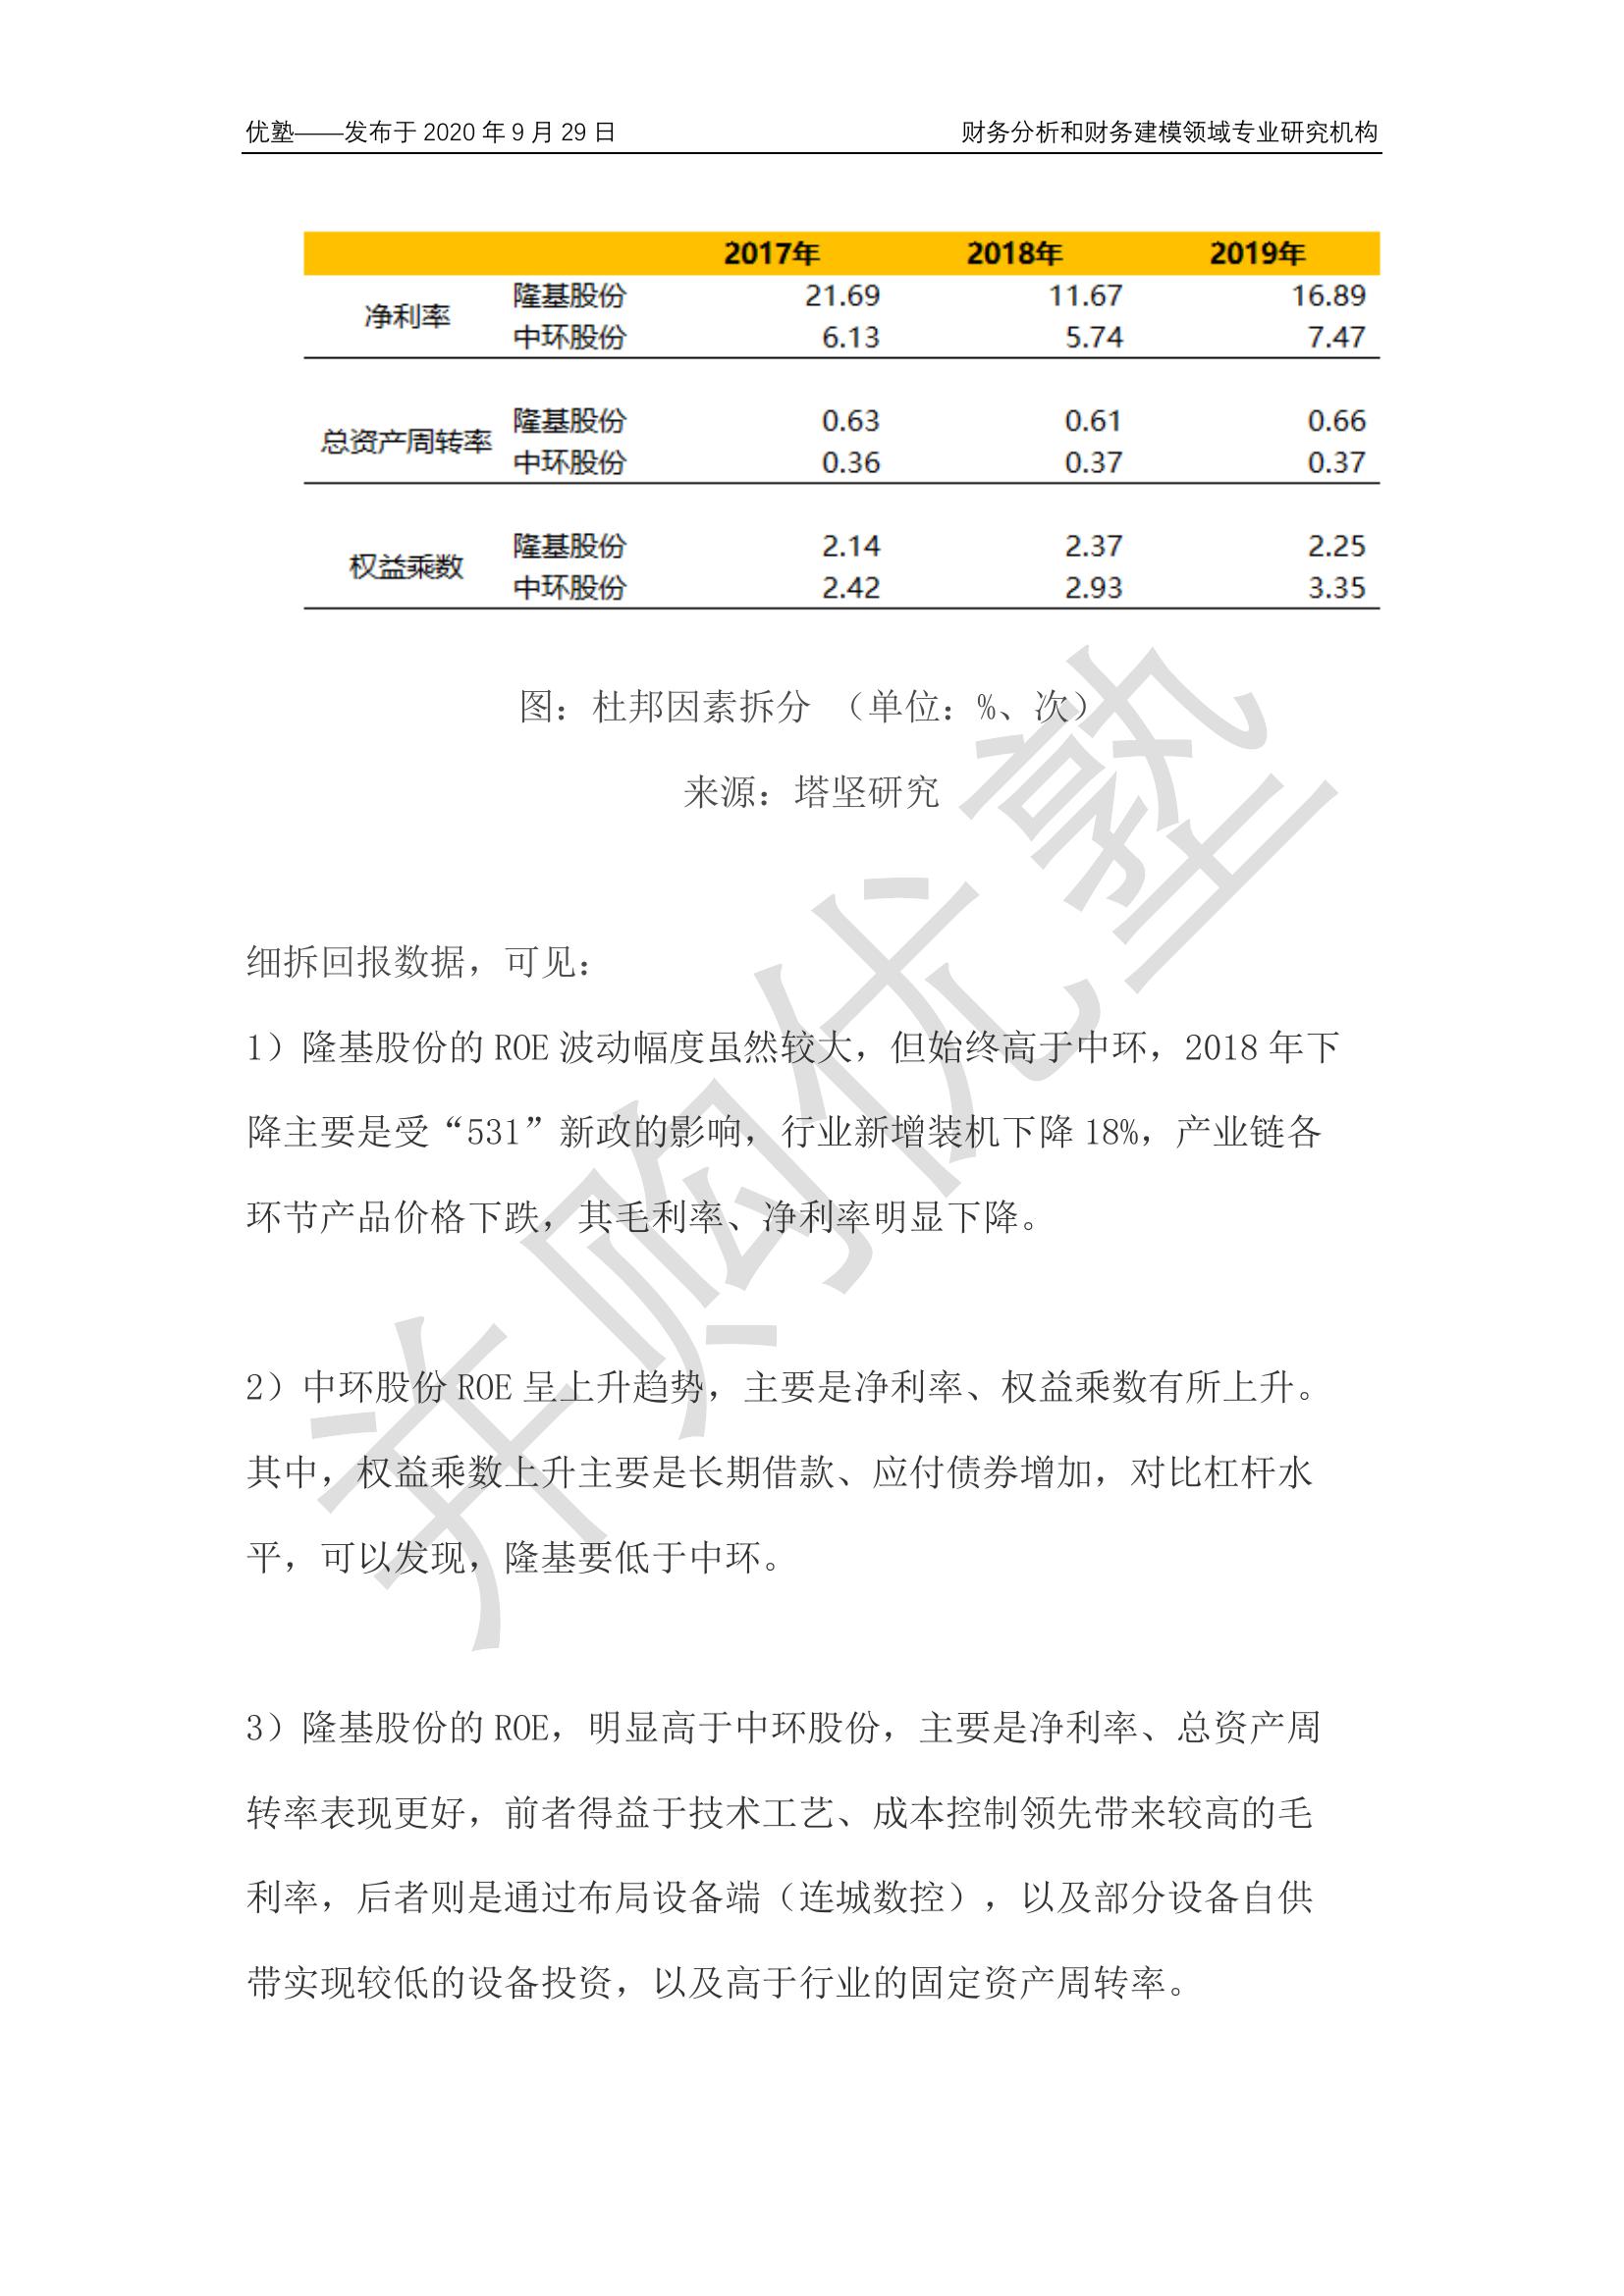 优塾——发布于 2020 年 9 月 29 日 财务分析和财务建模领域专业研究机构
2017年 2018年 2019年
净利率 隆基股份 21.69 11.67 16.89
中环股份 6.13 5.74 7.47
总资产周转率 隆基股份 0.63 0.61 0.66
中环股份 0.36 0.37 0.37
权益乘数 隆基股份 2.14 2.37 2.25
中环股份 2.42 2.93 3.35
图：杜邦因素拆分 （单位：%、次）
来源：塔坚研究
细拆回报数据，可见：
1）隆基股份的 ROE 波动幅度虽然较大，但始终高于中环，2018 年下
降主要是受“531”新政的影响，行业新增装机下降 18%，产业链各
环节产品价格下跌，其毛利率、净利率明显下降。
2）中环股份 ROE 呈上升趋势，主要是净利率、权益乘数有所上升。
其中，权益乘数上升主要是长期借款、应付债券增加，对比杠杆水
平，可以发现，隆基要低于中环。
3）隆基股份的 ROE，明显高于中环股份，主要是净利率、总资产周
转率表现更好，前者得益于技术工艺、成本控制领先带来较高的毛
利率，后者则是通过布局设备端（连城数控），以及部分设备自供
带实现较低的设备投资，以及高于行业的固定资产周转率。
并购优塾